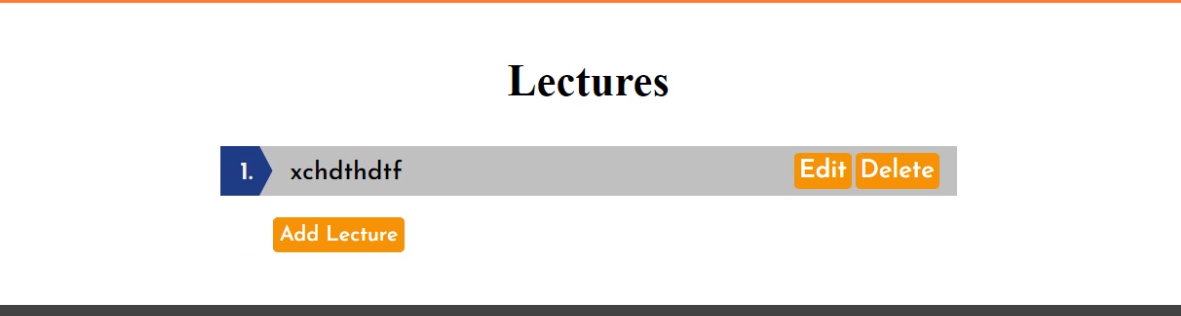 Lectures
1. xchdthdtf Edit Delete
Add Lecture